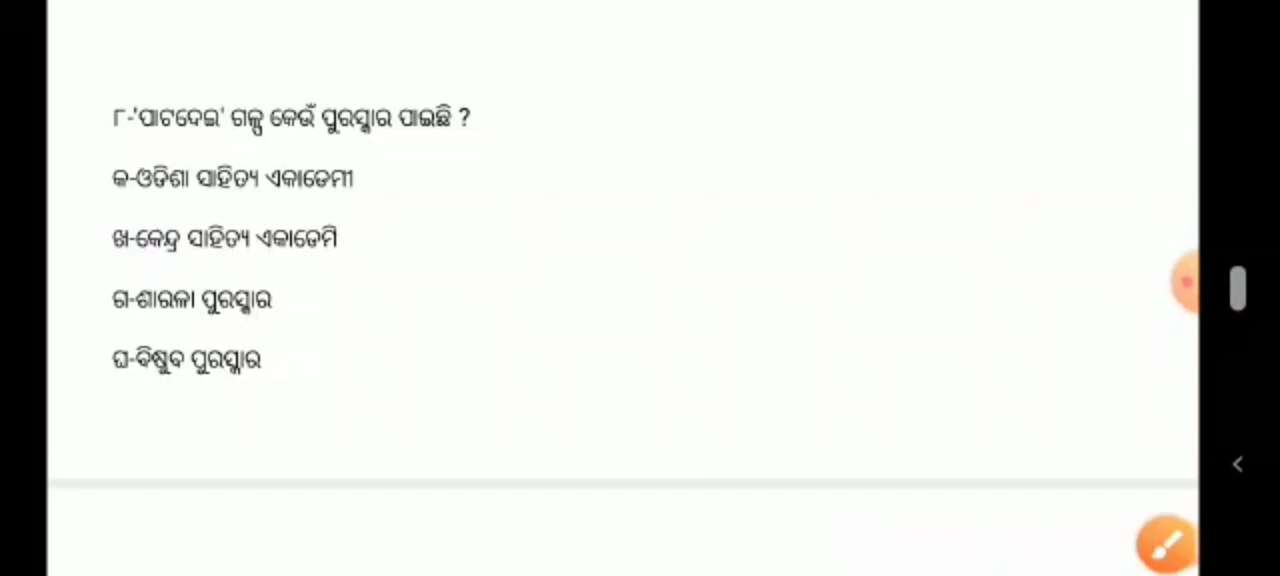 ୮-'ପାଟଦେଇ' ଗଳ୍ପ କେଉଁ ପୁରସ୍କାର ପାଇଛି ?
କ-ଓଡିଶା ସାହିତ୍ୟ ଏକାଡେମୀ
ଖ-କେନ୍ଦ୍ର ସାହିତ୍ୟ ଏକାଡେମି
ଗ-ଶାରଳା ପୁରସ୍କାର
ଘ-ବିଷୁବ ପୁରସ୍କାର